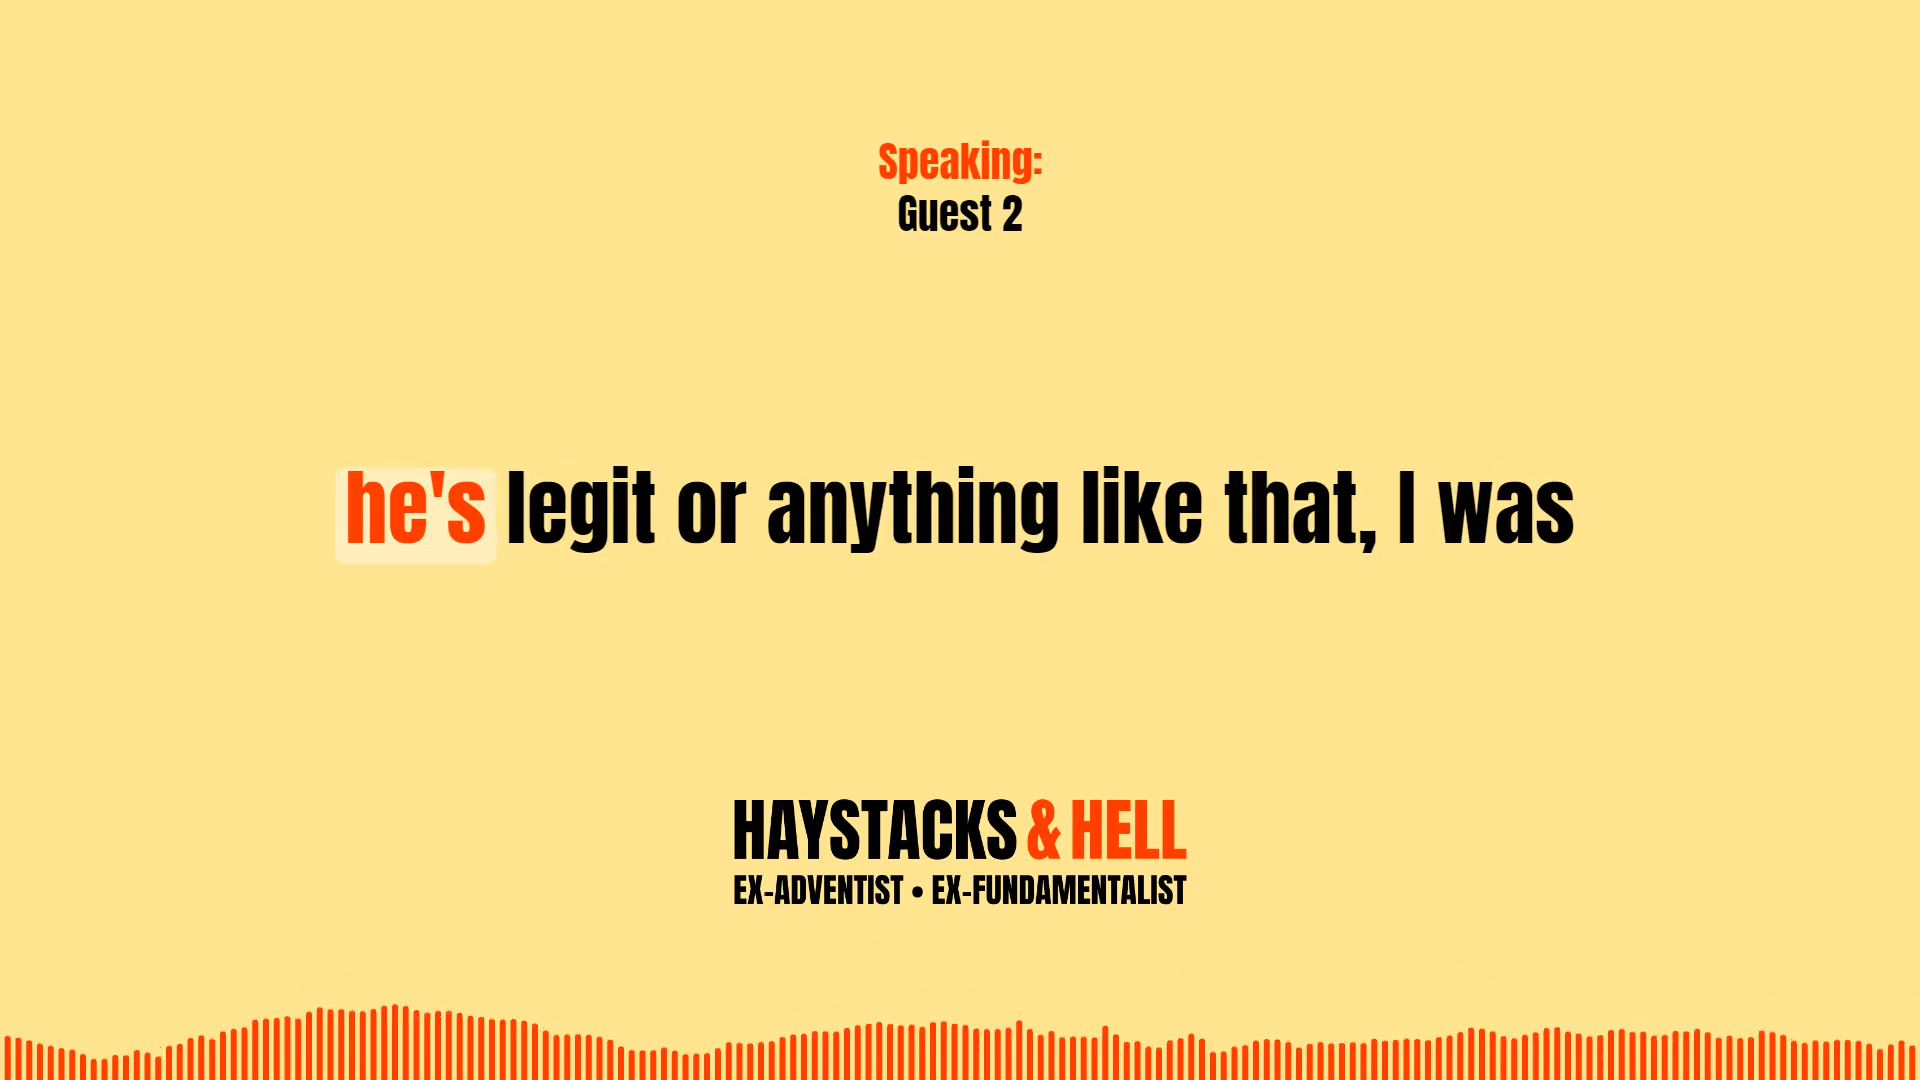 Speaking:
Guest 2
he's legit or anything like that, I was
HAYSTACKS & HELL
EX-ADVENTIST • EX-FUNDAMENTALIST